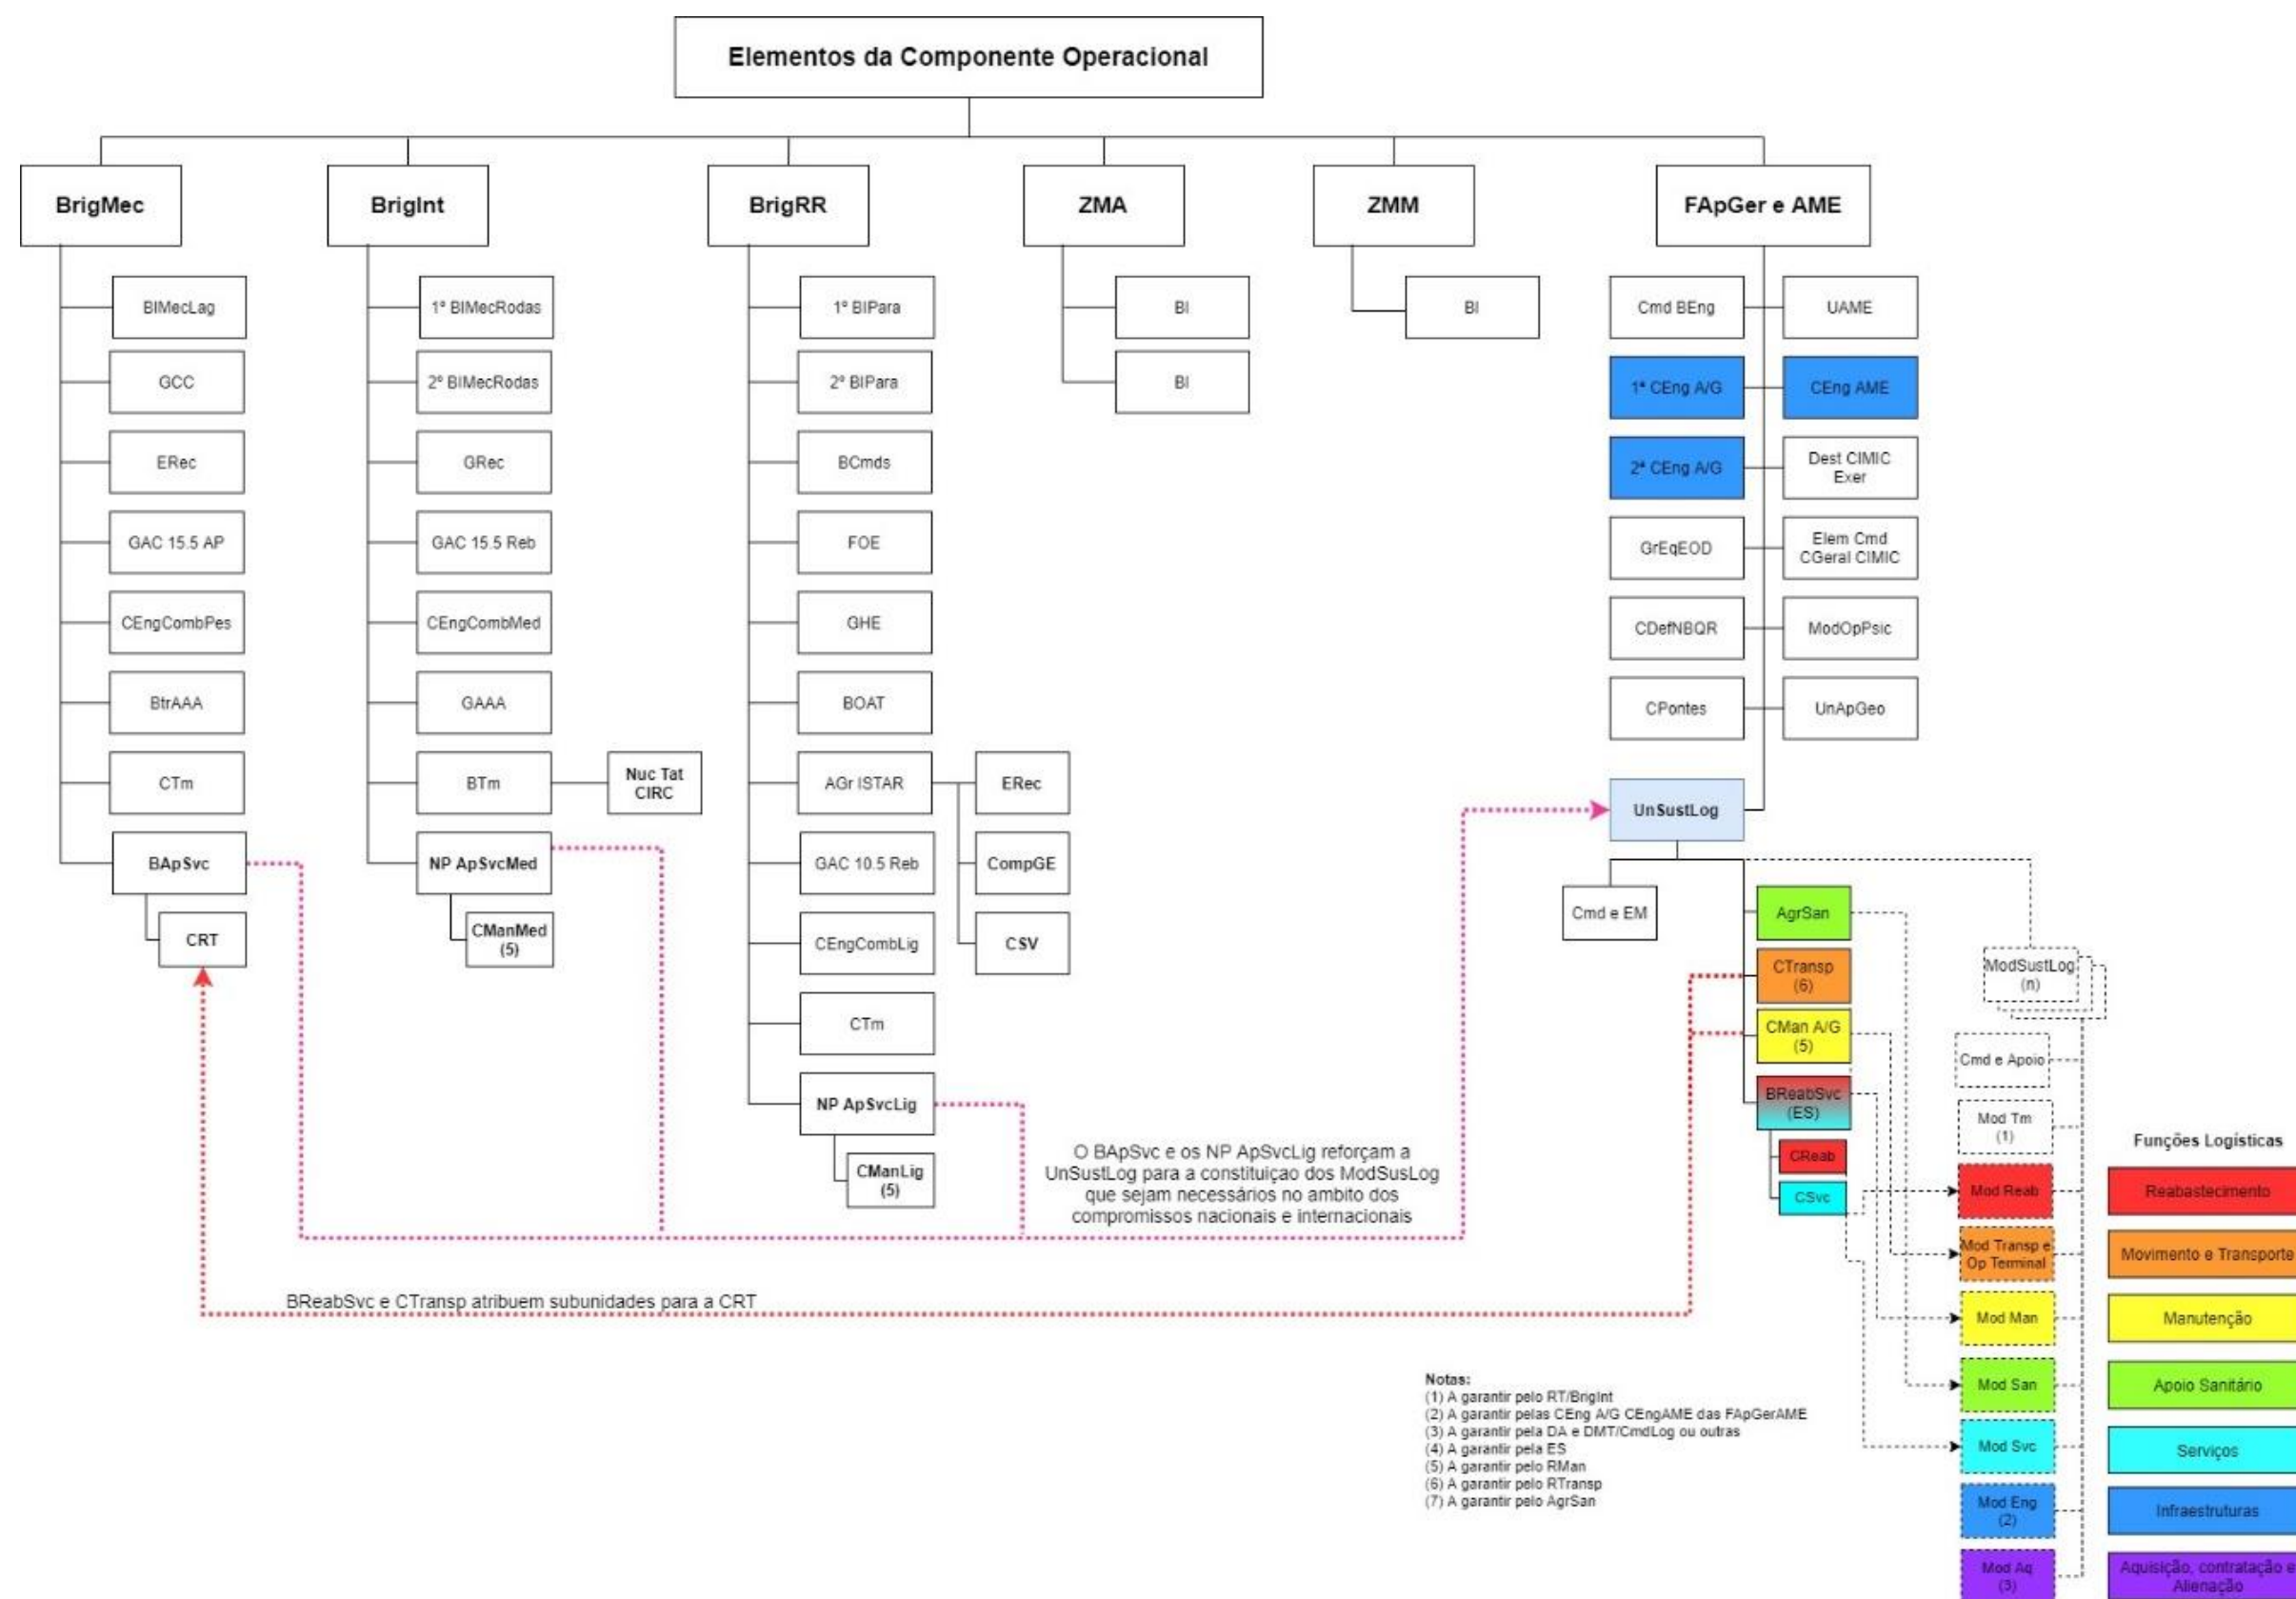 Elementos da Componente Operacional
BrigMec
BIMecLag
GCC
ERec
GAC 15.5 AP
CEngCombPes
BtrAAA
CTm
BApSvc
CRT
BrigInt
1º BIMecRodas
2º BIMecRodas
GRec
GAC 15.5 Reb
CEngCombMed
GAAA
BTm
Nuc Tat
CIRC
NP ApSvcMed
CManMed
(5)
BrigRR
1º BIPara
2º BIPara
BCmds
FOE
GHE
BOAT
AGr ISTAR
ERec
CompGE
CSV
GAC 10.5 Reb
CEngCombLig
CTm
NP ApSvcLig
CManLig
(5)
ZMA
BI
BI
ZMM
BI
FApGer e AME
Cmd BEng
UAME
1ª CEng A/G
CEng AME
2ª CEng A/G
Dest CIMIC
Exer
GrEqEOD
Elem Cmd
CGeral CIMIC
CDefNBQR
ModOpPsic
CPontes
UnApGeo
UnSustLog
Cmd e EM
AgrSan
CTransp
(6)
CMan A/G
(5)
BReabSvc
(ES)
CReab
CSvc
ModSustLog
(n)
Cmd e Apoio
Mod Tm
(1)
Mod Reab
Mod Transp e
Op Terminal
Mod Man
Mod San
Mod Svc
Mod Eng
(2)
Mod Aq
(3)
Funções Logísticas
Reabastecimento
Movimento e Transporte
Manutenção
Apoio Sanitário
Serviços
Infraestruturas
Aquisição, contratação e
Alienação
O BApSvc e os NP ApSvcLig reforçam a
UnSustLog para a constituiçao dos ModSusLog
que sejam necessários no ambito dos
compromissos nacionais e internacionais
BReabSvc e CTransp atribuem subunidades para a CRT
Notas:
(1) A garantir pelo RT/BrigInt
(2) A garantir pelas CEng A/G CEngAME das FApGerAME
(3) A garantir pela DA e DMT/CmdLog ou outras
(4) A garantir pela ES
(5) A garantir pelo RMan
(6) A garantir pelo RTransp
(7) A garantir pelo AgrSan